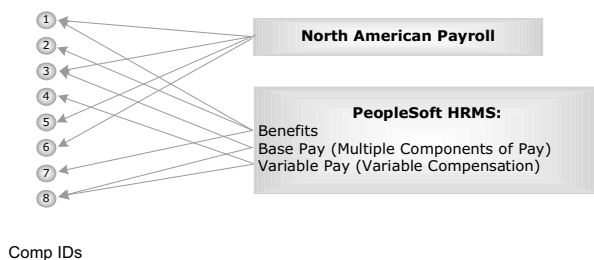 1
2
3
4
5
6
7
8
North American Payroll
PeopleSoft HRMS:
Benefits
Base Pay (Multiple Components of Pay)
Variable Pay (Variable Compensation)
Comp IDs